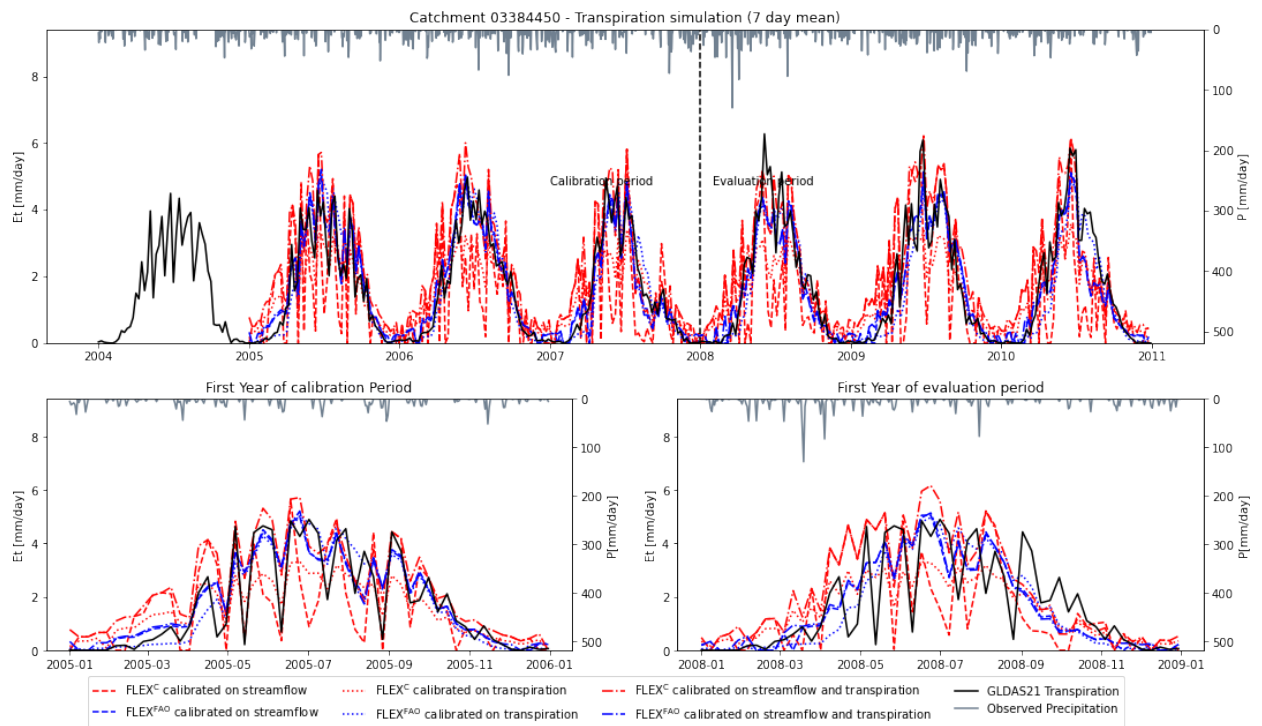 Catchment 03384450 - Transpiration simulation (7 day mean)
Et [mm/day]
8
6
4
2
0
P [mm/day]
0
100
200
300
400
500
Calibration period
Evaluation period
2004
2005
2006
2007
2008
2009
2010
2011
First Year of calibration Period
Et [mm/day]
8
6
4
2
0
P[mm/day]
0
100
200
300
400
500
2005-01
2005-03
2005-05
2005-07
2005-09
2005-11
2006-01
First Year of evaluation period
Et [mm/day]
8
6
4
2
0
P[mm/day]
0
100
200
300
400
500
2008-01
2008-03
2008-05
2008-07
2008-09
2008-11
2009-01
FLEX^C calibrated on streamflow
FLEX^FAO calibrated on streamflow
FLEX^C calibrated on transpiration
FLEX^FAO calibrated on transpiration
FLEX^C calibrated on streamflow and transpiration
FLEX^FAO calibrated on streamflow and transpiration
GLDAS21 Transpiration
Observed Precipitation